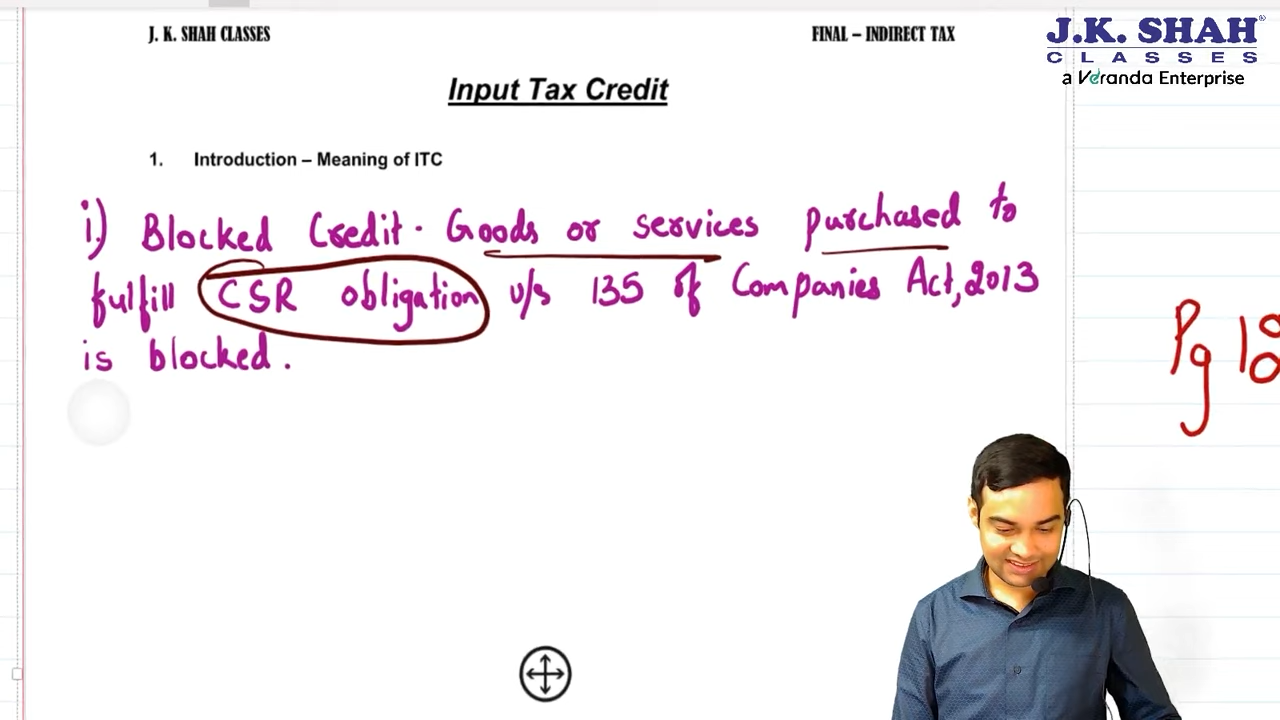 J. K. SHAH CLASSES
FINAL – INDIRECT TAX
J.K. SHAH®
CLASSES
a Veranda Enterprise
Input Tax Credit
1. Introduction – Meaning of ITC
i.) Blocked Credit. Goods or services purchased to
fulfill CSR obligation u/s 135 of Companies Act, 2013
is blocked.
Pg